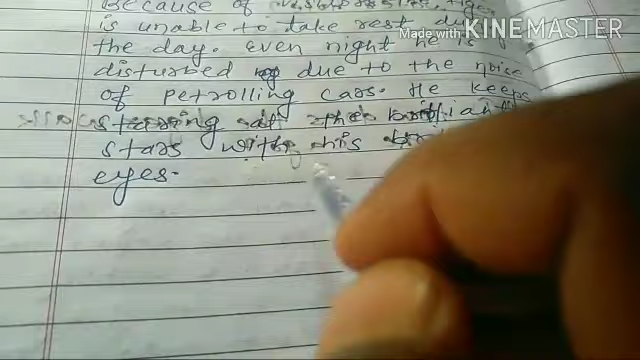 Because of
is unable to take rest du
the day. Even night he is
disturbed due to the noice
of petrolling cars. He keeps
staring at the brilliant
stars with his
eyes.
Made with KINEMASTER